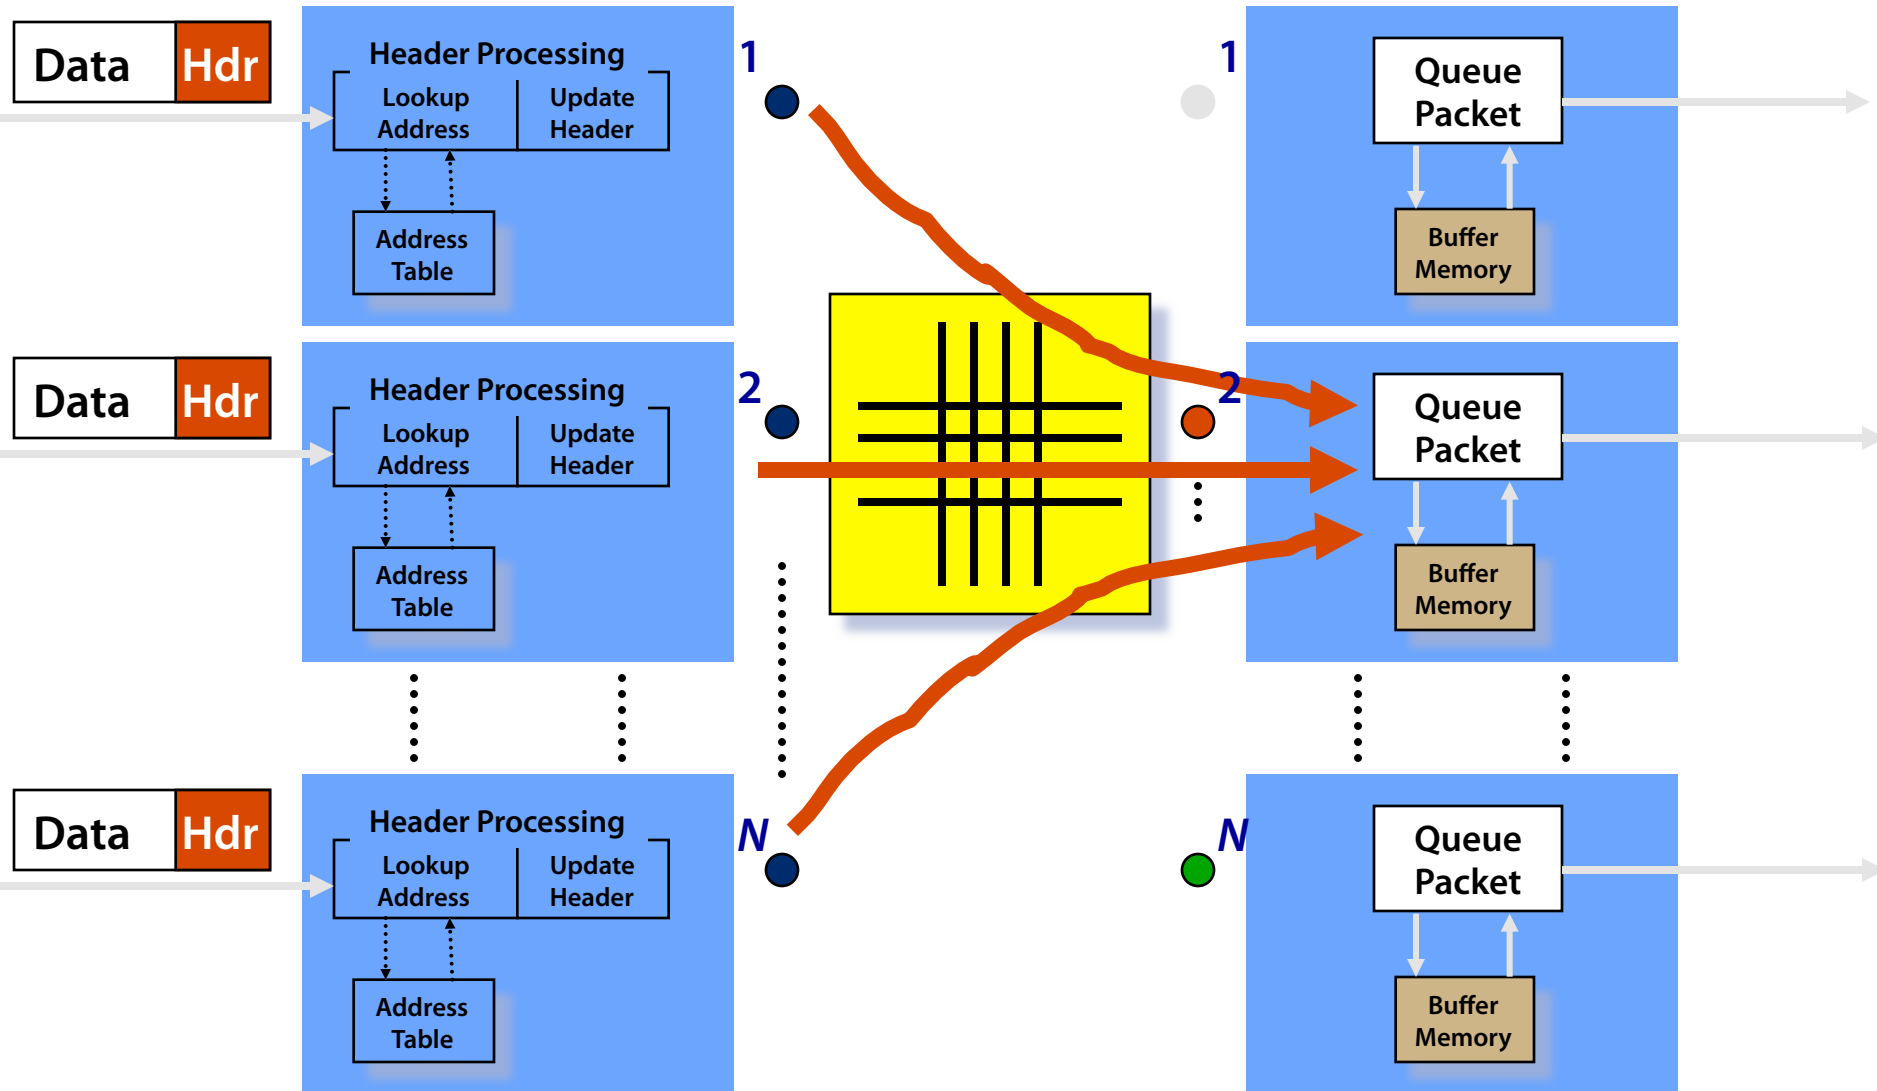 Data Hdr
Header Processing
Lookup
Address
Update
Header
Address
Table
1
1
Queue
Packet
Buffer
Memory
Data Hdr
Header Processing
Lookup
Address
Update
Header
Address
Table
2
2
Queue
Packet
Buffer
Memory
Data Hdr
Header Processing
Lookup
Address
Update
Header
Address
Table
N
N
Queue
Packet
Buffer
Memory